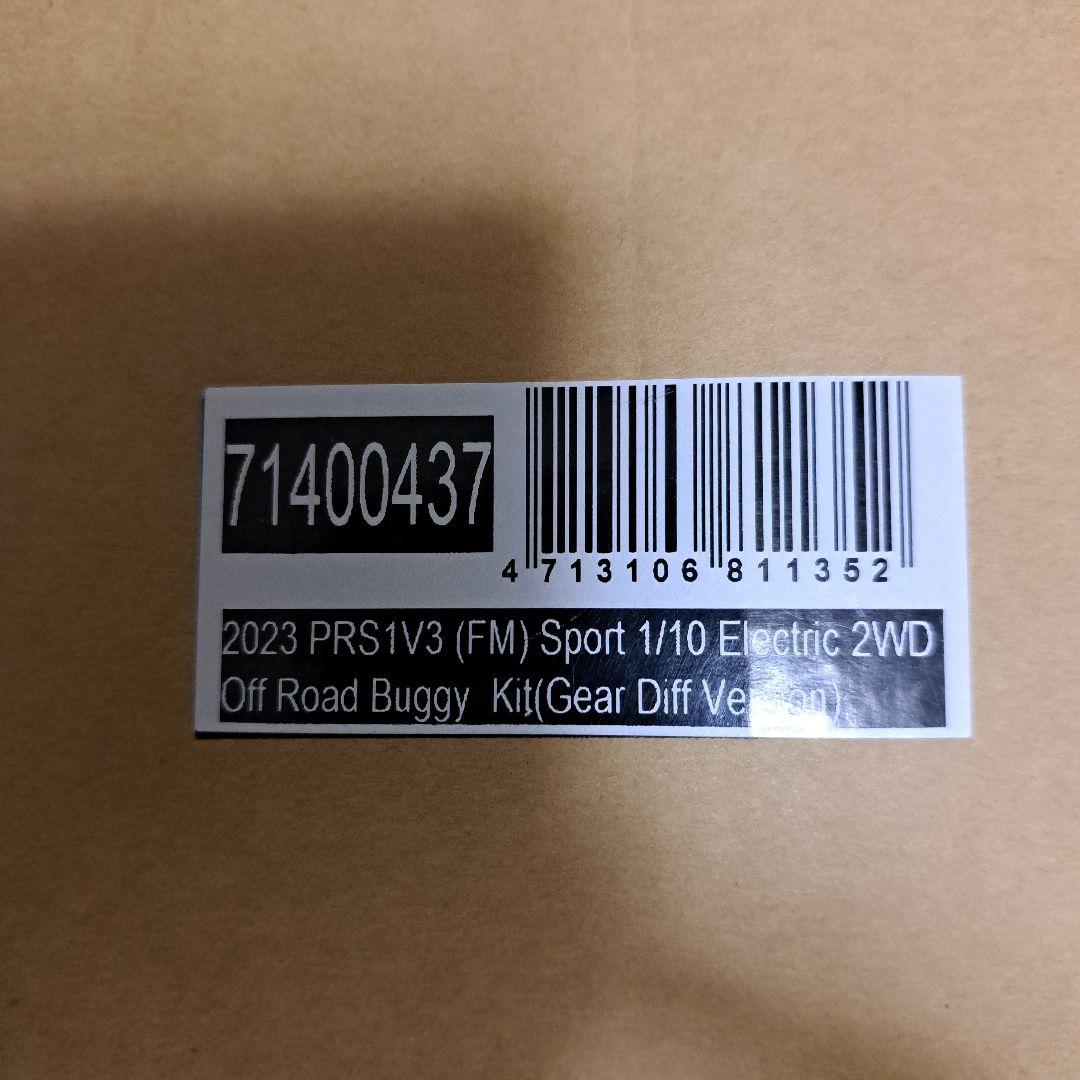 71400437
4 713106 811352
2023 PRS1V3 (FM) Sport 1/10 Electric 2WD
Off Road Buggy Kit(Gear Diff Version)